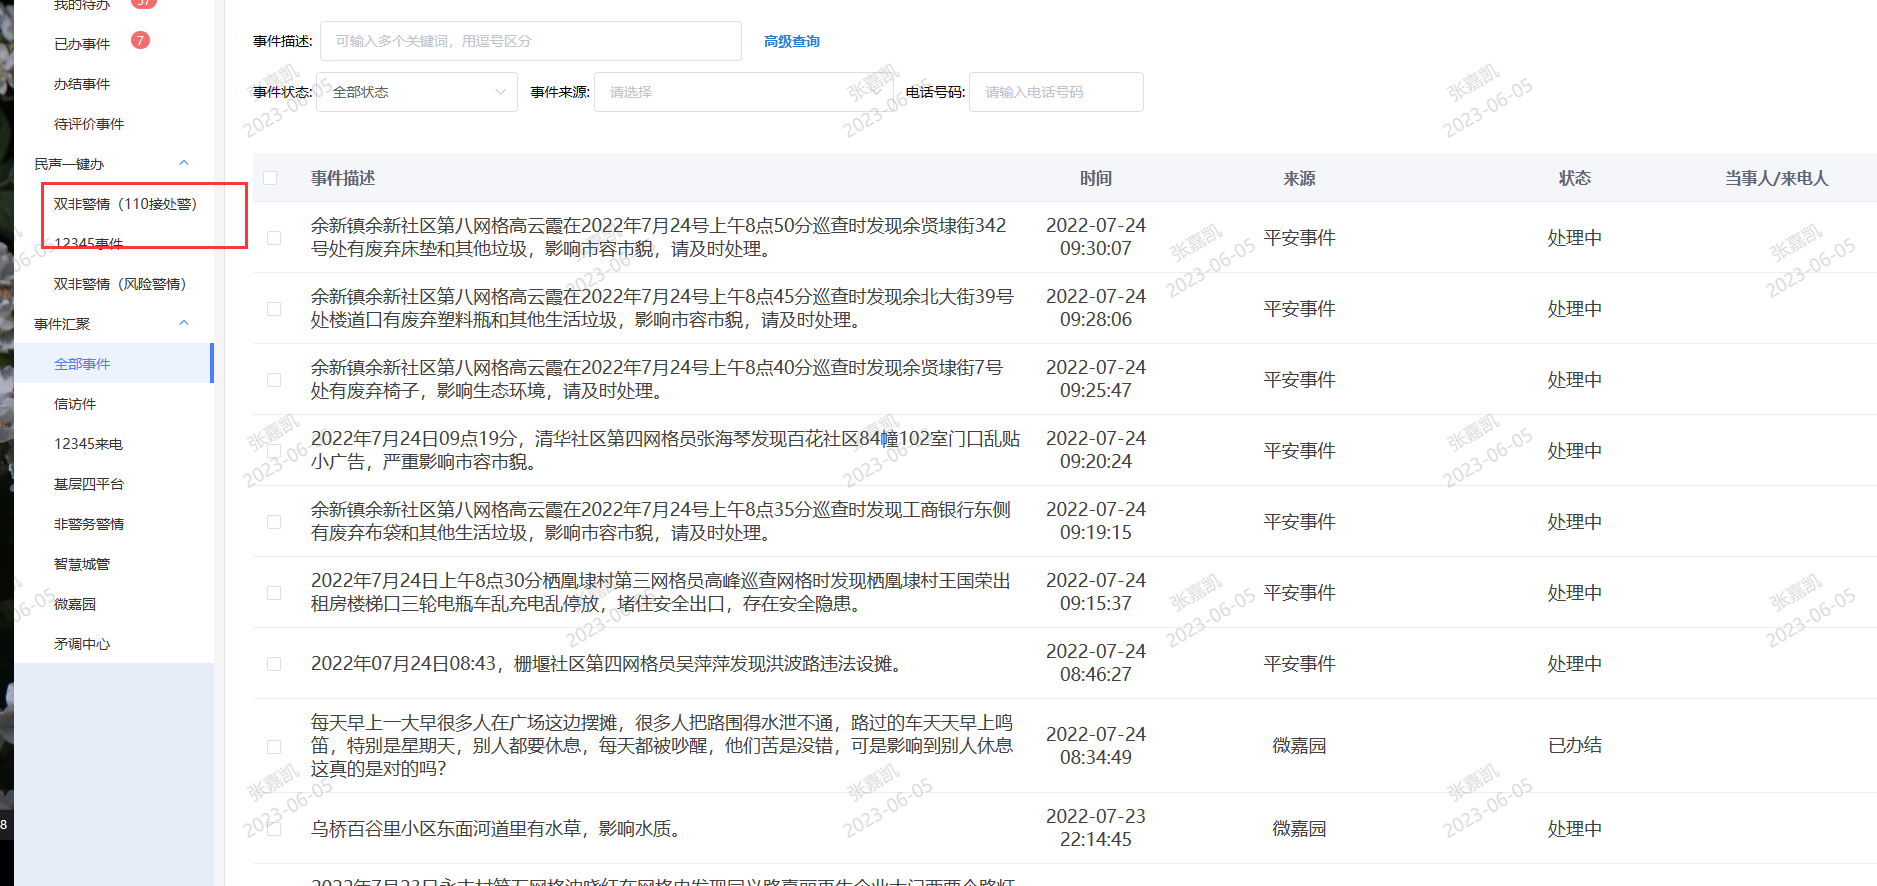 我的待办
37
已办事件
7
办结事件
待评价事件
民声一键办
双非警情（110接处警）
12345事件
双非警情（风险警情）
事件汇聚
全部事件
信访件
12345来电
基层四平台
非警务警情
智慧城管
微嘉园
矛调中心
8
事件描述:
可输入多个关键词，用逗号区分
高级查询
事件状态:
全部状态
事件来源:
请选择
电话号码:
请输入电话号码
事件描述
时间
来源
状态
当事人/来电人
余新镇余新社区第八网格高云霞在2022年7月24号上午8点50分巡查时发现余贤埭街342
号处有废弃床垫和其他垃圾，影响市容市貌，请及时处理。
2022-07-24
09:30:07
平安事件
处理中
余新镇余新社区第八网格高云霞在2022年7月24号上午8点45分巡查时发现余北大街39号
处楼道口有废弃塑料瓶和其他生活垃圾，影响市容市貌，请及时处理。
2022-07-24
09:28:06
平安事件
处理中
余新镇余新社区第八网格高云霞在2022年7月24号上午8点40分巡查时发现余贤埭街7号
处有废弃椅子，影响生态环境，请及时处理。
2022-07-24
09:25:47
平安事件
处理中
2022年7月24日09点19分，清华社区第四网格员张海琴发现百花社区84幢102室门口乱贴
小广告，严重影响市容市貌。
2022-07-24
09:20:24
平安事件
处理中
余新镇余新社区第八网格高云霞在2022年7月24号上午8点35分巡查时发现工商银行东侧
有废弃布袋和其他生活垃圾，影响市容市貌，请及时处理。
2022-07-24
09:19:15
平安事件
处理中
2022年7月24日上午8点30分栖凰埭村第三网格员高峰巡查网格时发现栖凰埭村王国荣出
租房楼梯口三轮电瓶车乱充电乱停放，堵住安全出口，存在安全隐患。
2022-07-24
09:15:37
平安事件
处理中
2022年07月24日08:43，栅堰社区第四网格员吴萍萍发现洪波路违法设摊。
2022-07-24
08:46:27
平安事件
处理中
每天早上一大早很多人在广场这边摆摊，很多人把路围得水泄不通，路过的车天天早上鸣
笛，特别是星期天，别人都要休息，每天都被吵醒，他们苦是没错，可是影响到别人休息
这真的是对的吗？
2022-07-24
08:34:49
微嘉园
已办结
乌桥百谷里小区东面河道里有水草，影响水质。
2022-07-23
22:14:45
微嘉园
处理中
张嘉凯
2023-06-05